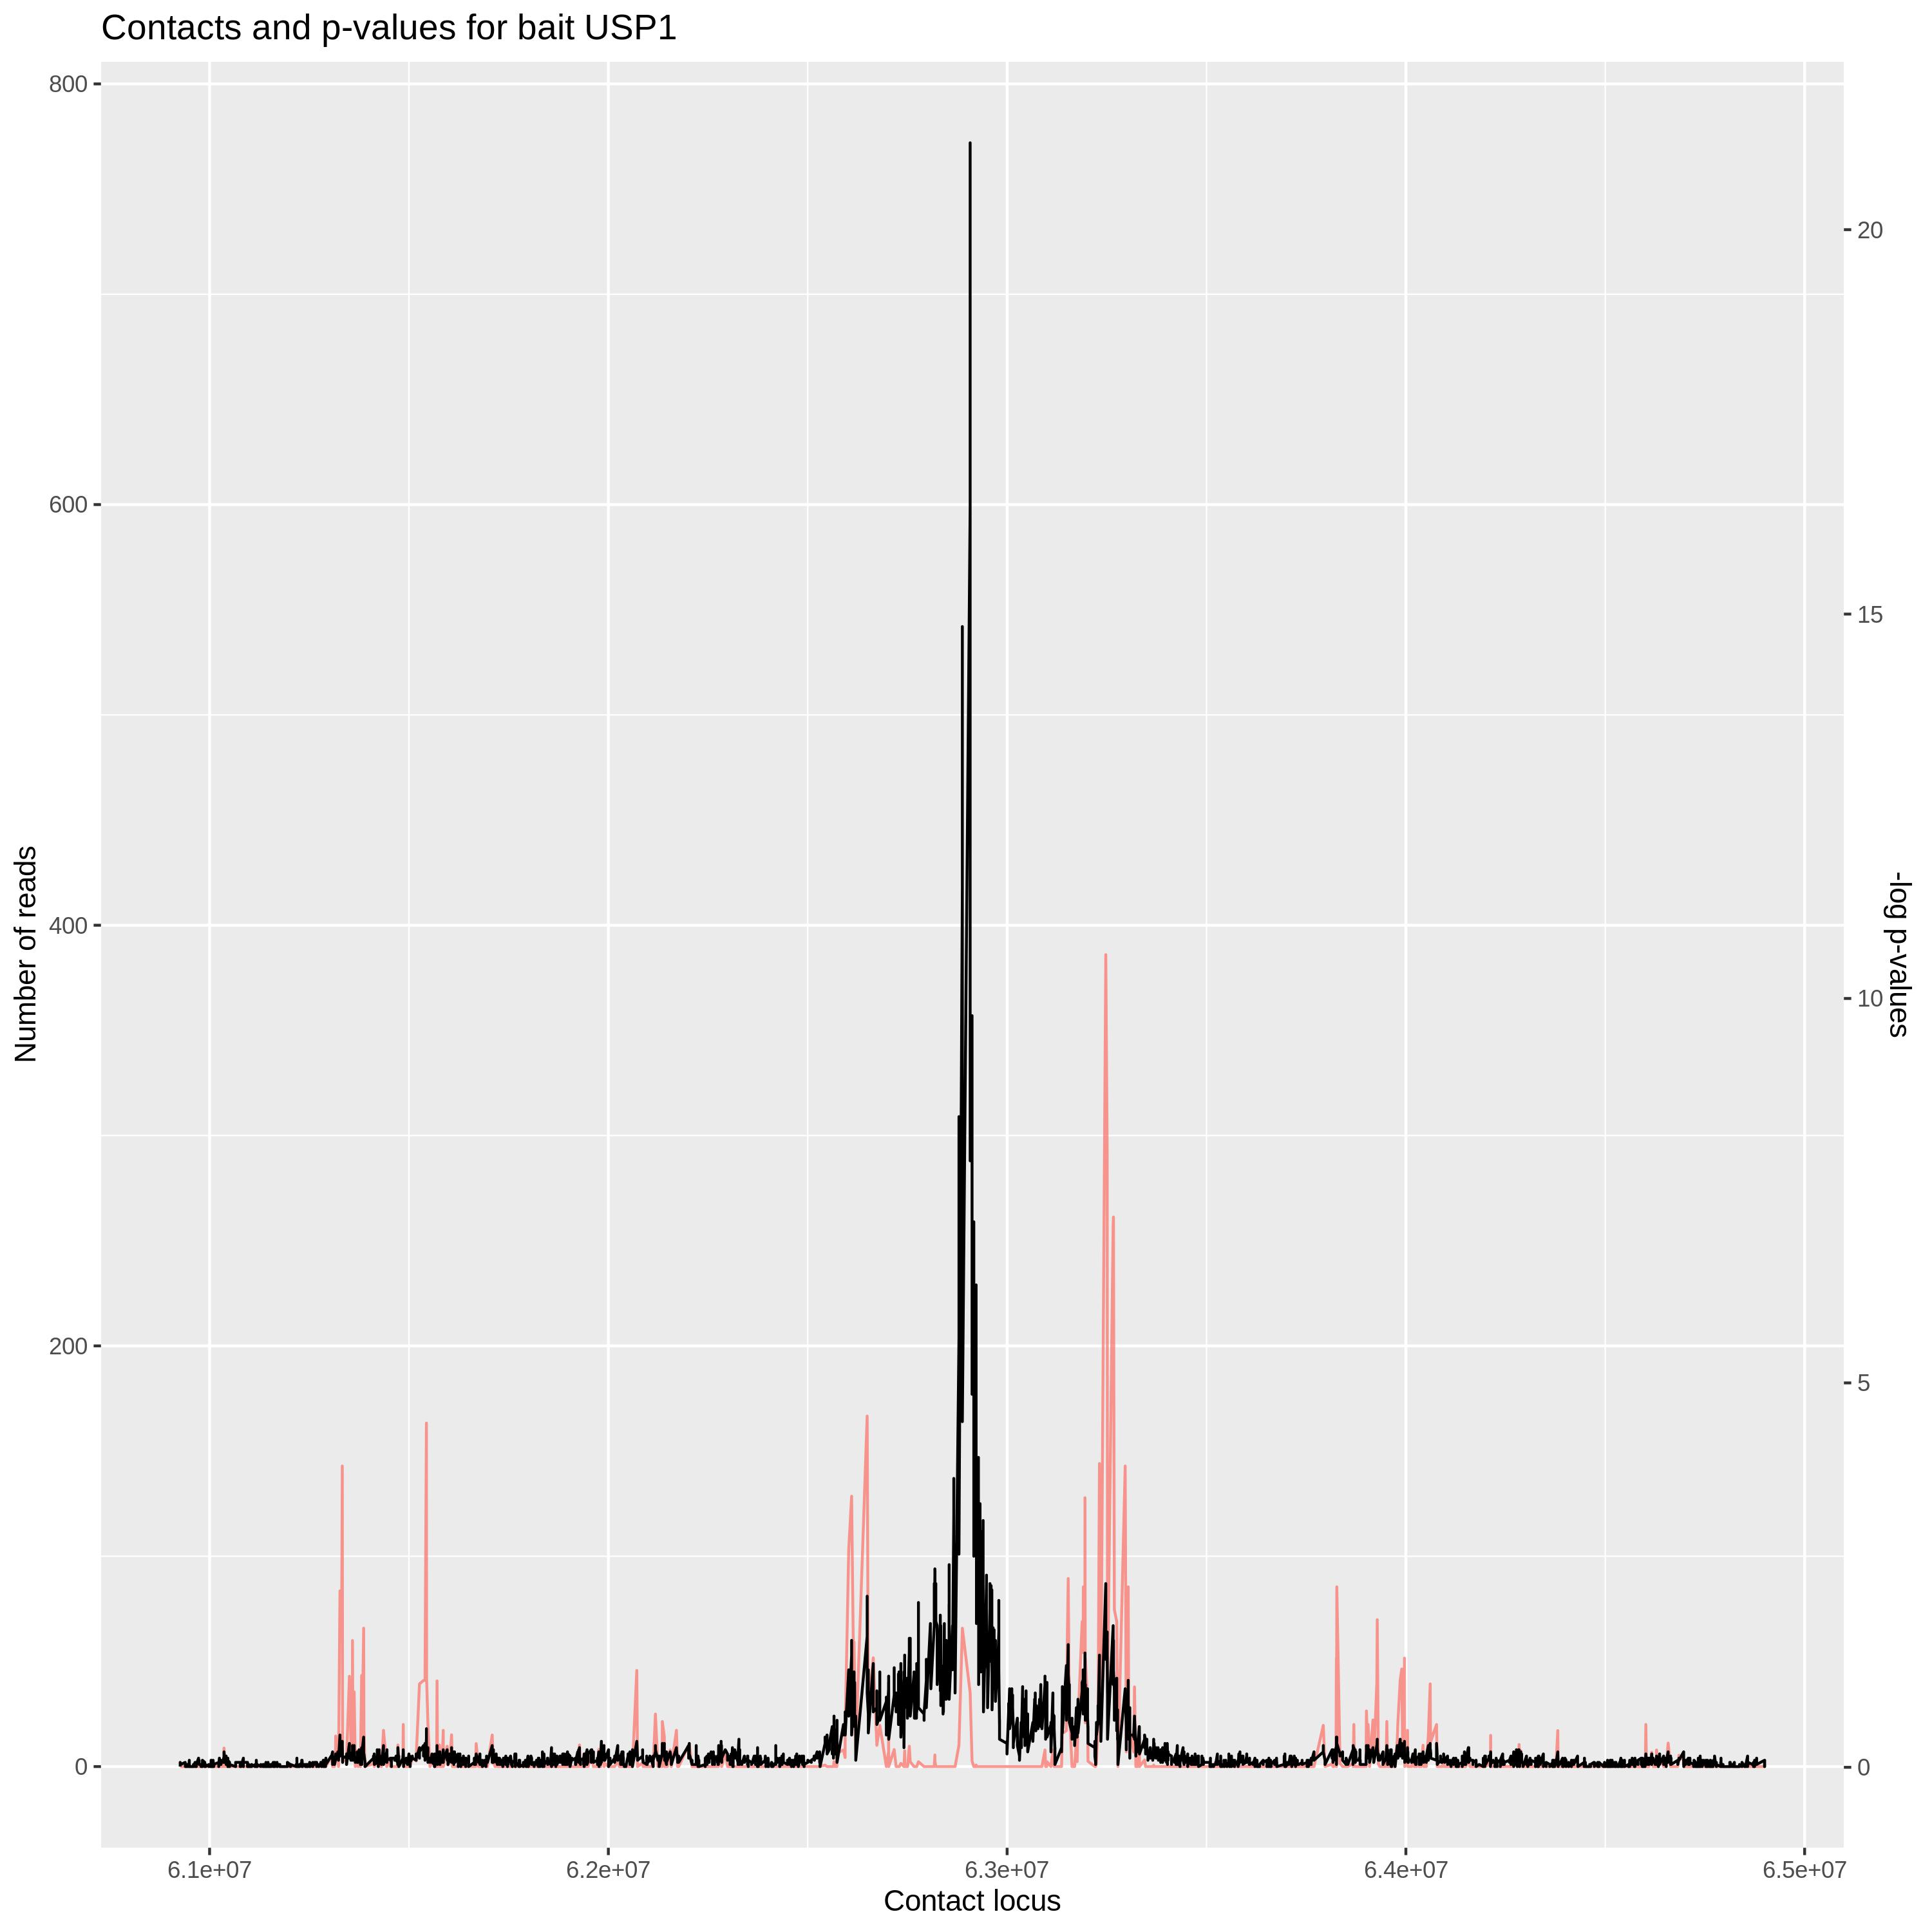 Contacts and p-values for bait USP1
800
600
400
200
0
Number of reads
20
15
10
5
0
-log p-values
6.1e+07 6.2e+07 6.3e+07 6.4e+07 6.5e+07
Contact locus